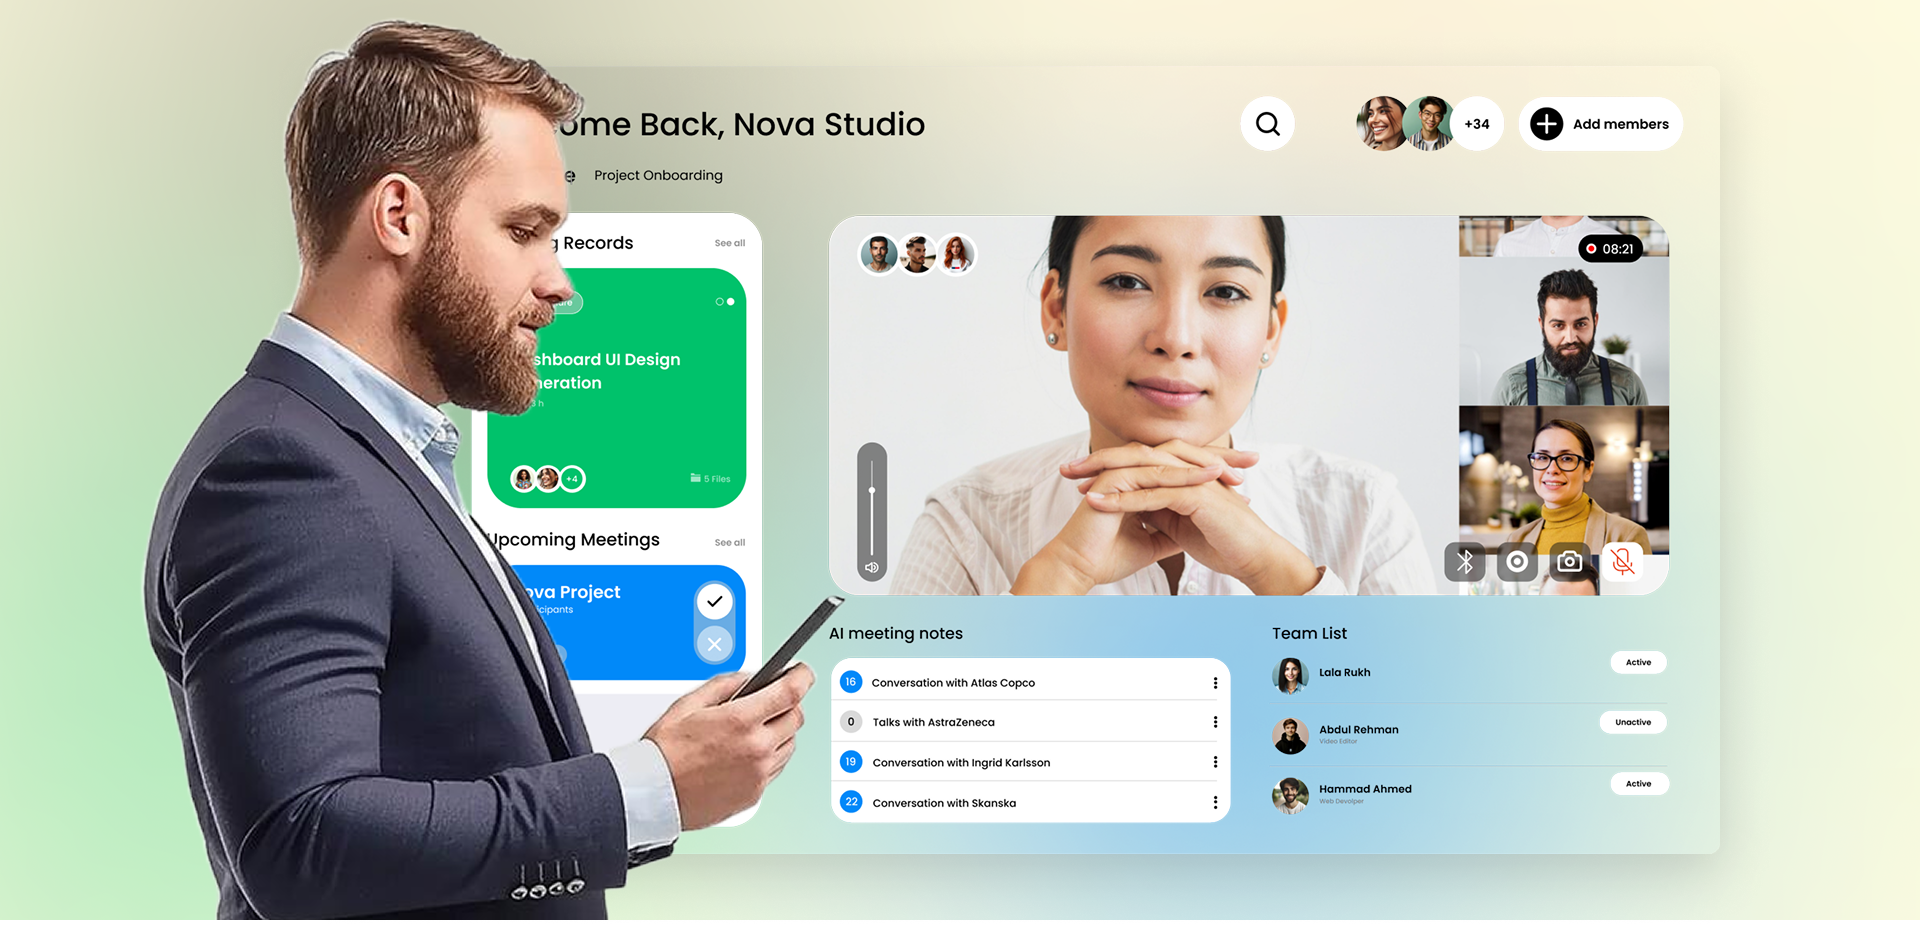 ome Back, Nova Studio
+34
Add members
Project Onboarding
g Records
See all
08:21
are
shboard UI Design
neration
3 h
+4
5 Files
Upcoming Meetings
See all
ova Project
icipants
AI meeting notes
16 Conversation with Atlas Copco
0 Talks with AstraZeneca
19 Conversation with Ingrid Karlsson
22 Conversation with Skanska
Team List
Lala Rukh
Active
Abdul Rehman
Video Editor
Unactive
Hammad Ahmed
Web Devolper
Active